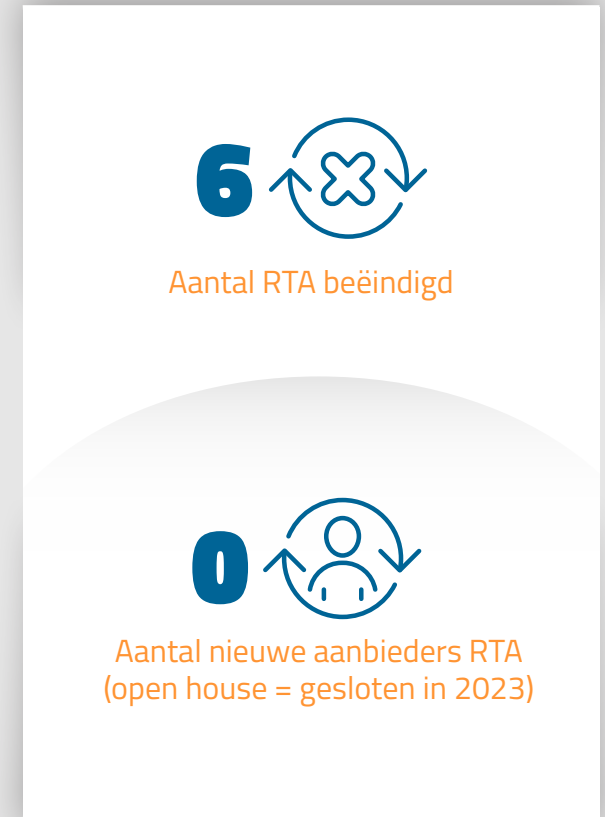 6
Aantal RTA beëindigd
0
Aantal nieuwe aanbieders RTA
(open house = gesloten in 2023)